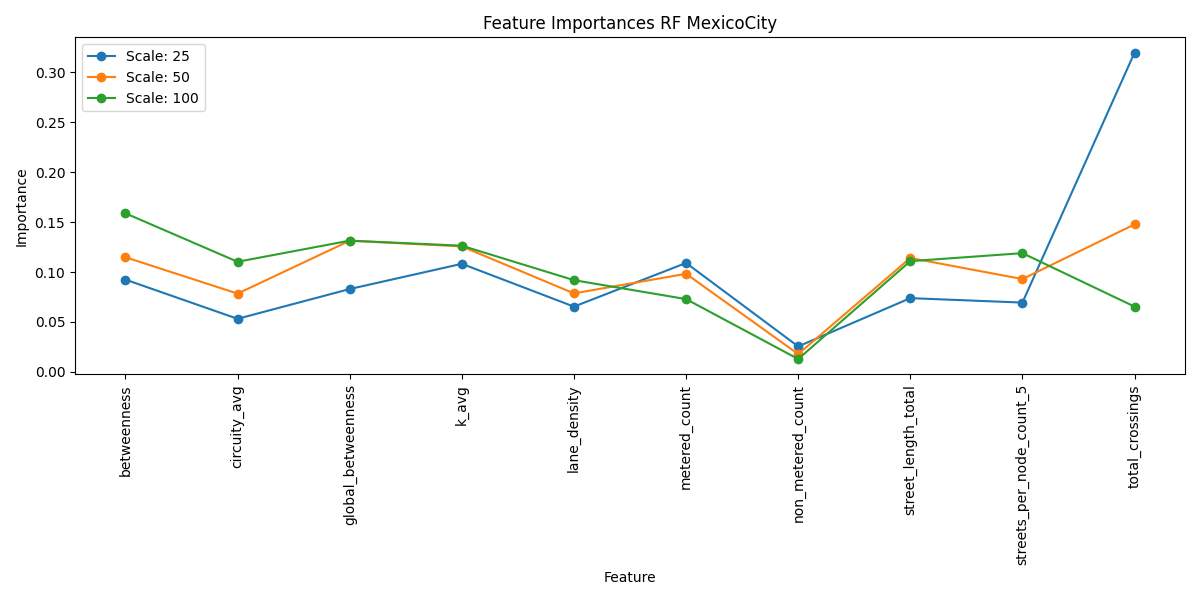 Feature Importances RF MexicoCity
Scale: 25
Scale: 50
Scale: 100
Importance
0.30
0.25
0.20
0.15
0.10
0.05
0.00
betweenness
circuity_avg
global_betweenness
k_avg
lane_density
metered_count
non_metered_count
street_length_total
streets_per_node_count_5
total_crossings
Feature